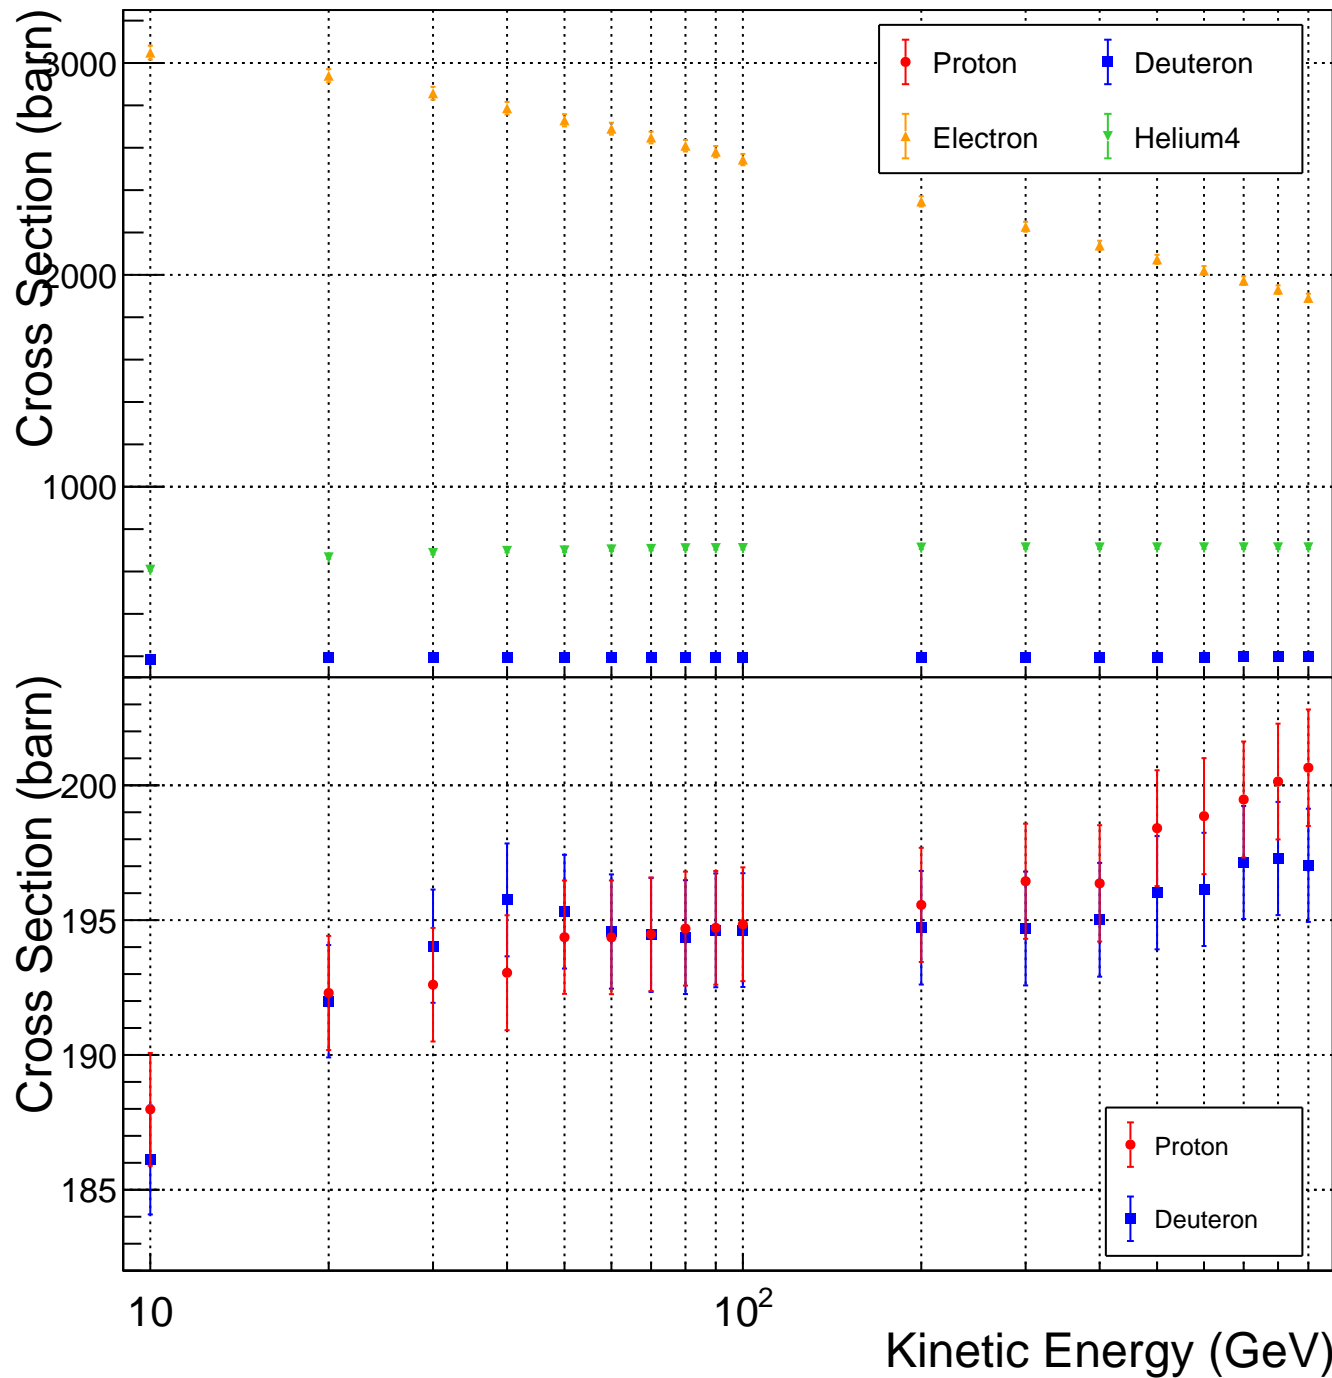 Cross Section (barn)
3000
2000
1000
Proton
Deuteron
Electron
Helium4
Cross Section (barn)
200
195
190
185
Proton
Deuteron
10
10²
Kinetic Energy (GeV)